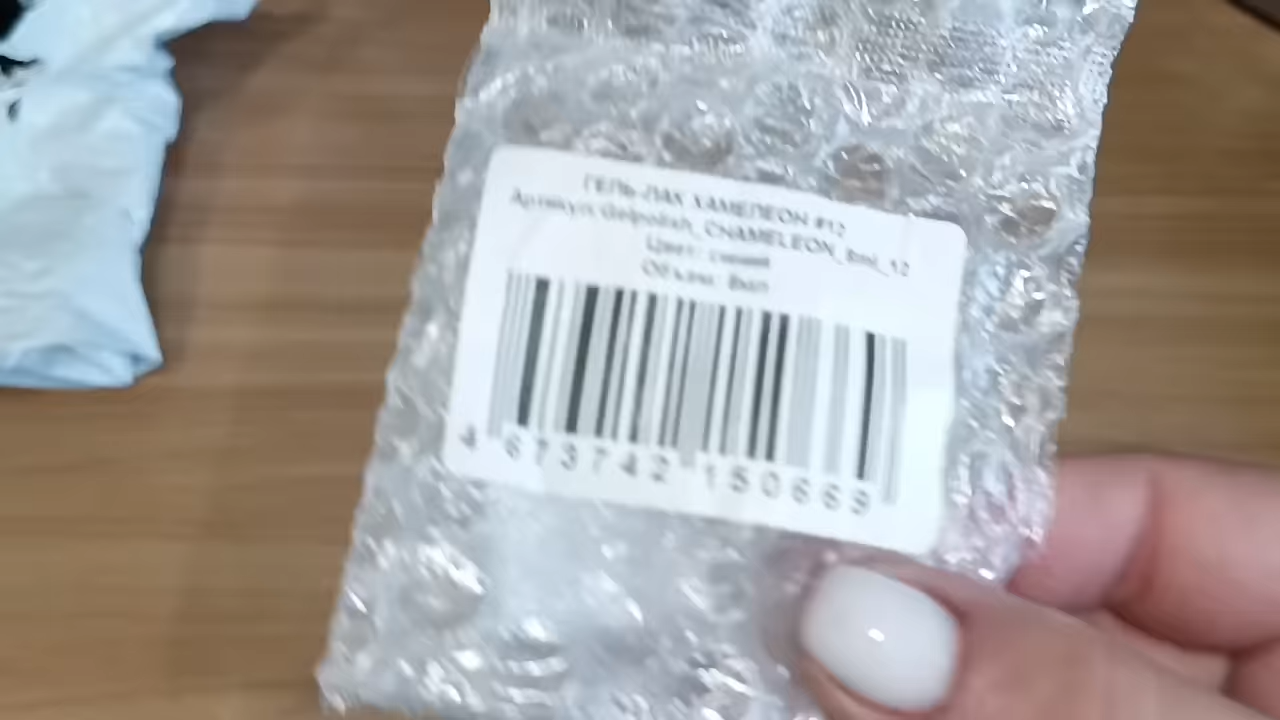 ГЕЛЬ-ЛАК ХАМЕЛЕОН #12
Артикул: Gelpolish_CHAMELEON_8ml_12
Цвет: синий
Объем: 8мл
4 673742 150669